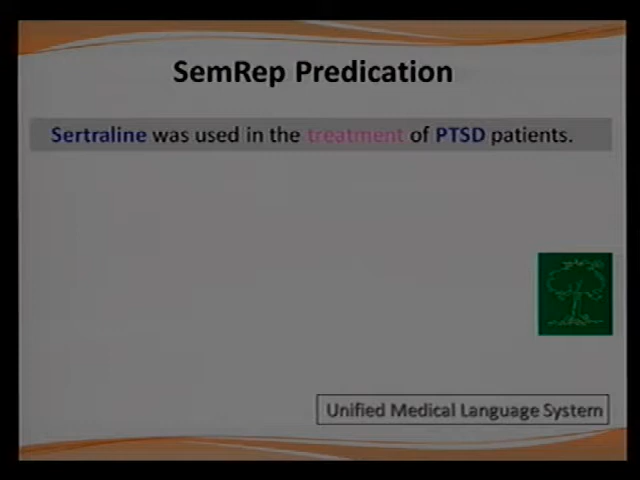 SemRep Predication
Sertraline was used in the treatment of PTSD patients.
Unified Medical Language System